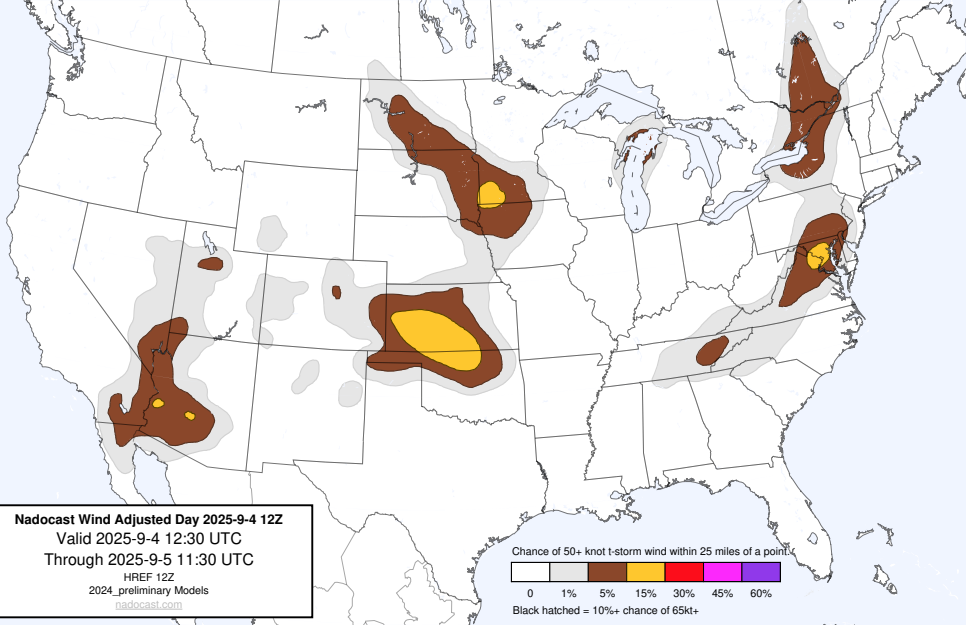 Nadocast Wind Adjusted Day 2025-9-4 12Z
Valid 2025-9-4 12:30 UTC
Through 2025-9-5 11:30 UTC
HREF 12Z
2024_preliminary Models
nadocast.com
Chance of 50+ knot t-storm wind within 25 miles of a point.
0 1% 5% 15% 30% 45% 60%
Black hatched = 10%+ chance of 65kt+